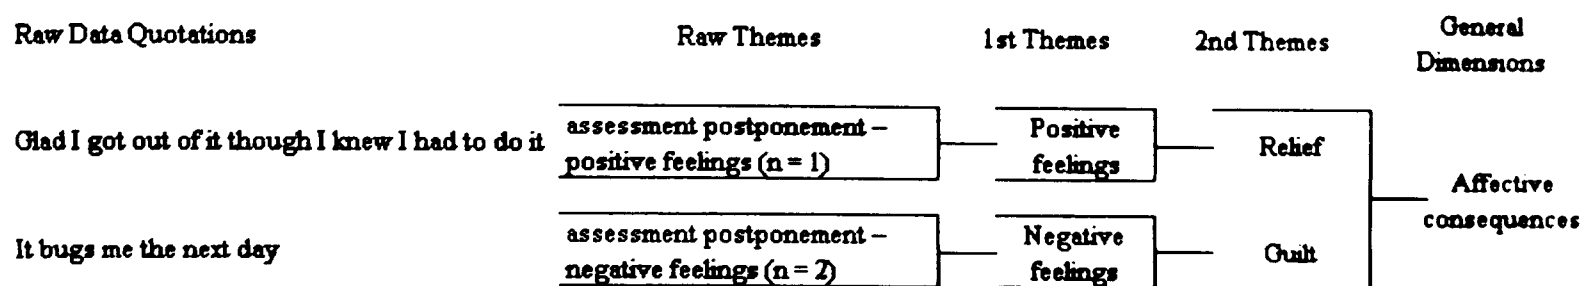 Raw Data Quotations
Raw Themes
1st Themes
2nd Themes
General
Dimensions
Glad I got out of it though I knew I had to do it
assessment postponement –
positive feelings (n = 1)
Positive
feelings
Relief
It bugs me the next day
assessment postponement –
negative feelings (n = 2)
Negative
feelings
Guilt
Affective
consequences